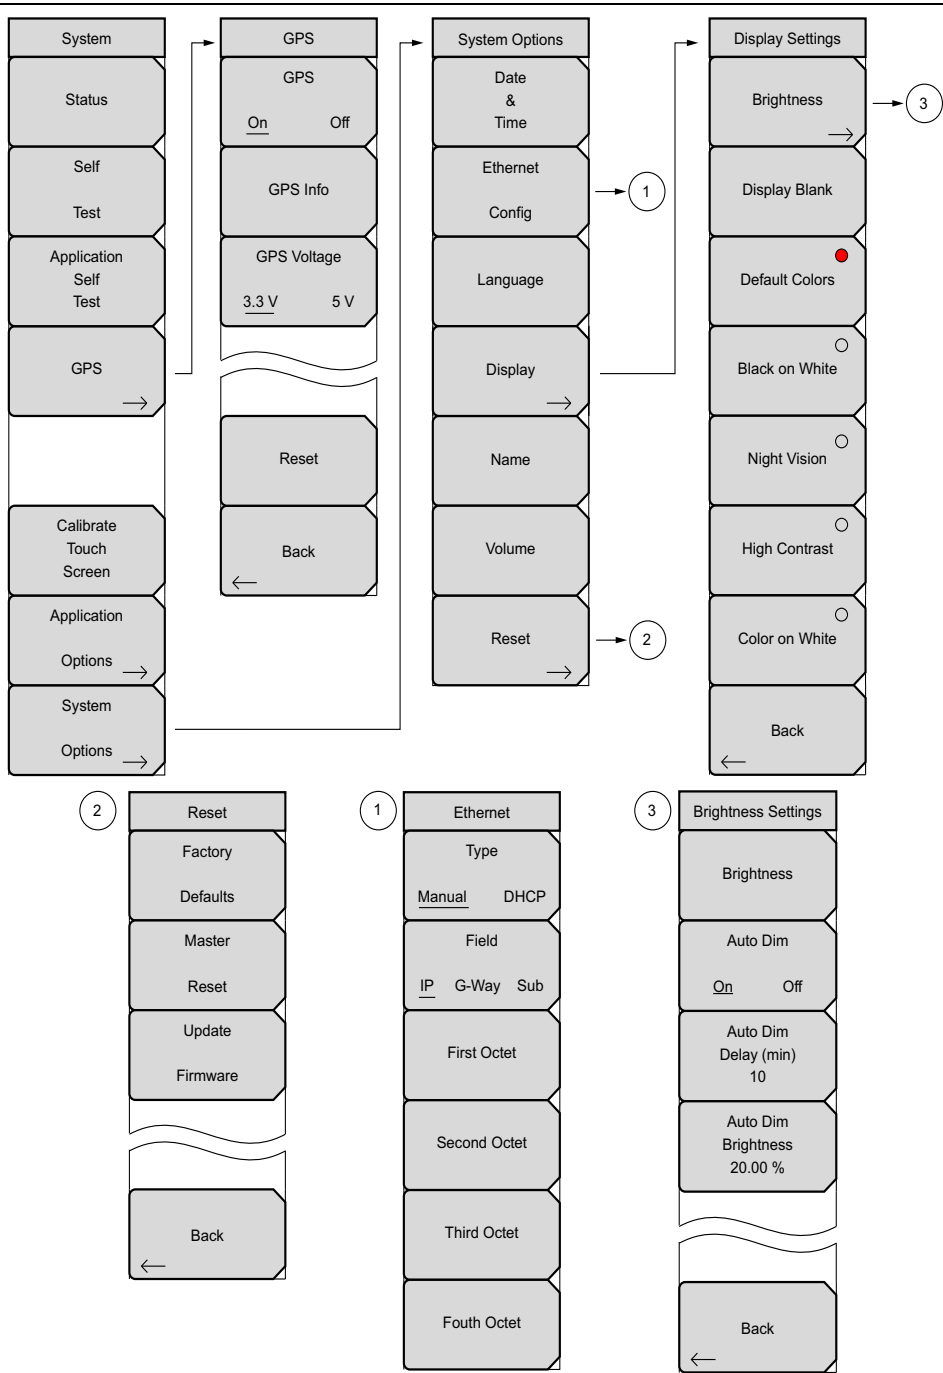 System
Status
Self
Test
Application
Self
Test
GPS
Calibrate
Touch
Screen
Application
Options
System
Options
GPS
GPS
On Off
GPS Info
GPS Voltage
3.3 V 5 V
Reset
Back
System Options
Date
&
Time
Ethernet
Config
1
Language
Display
Name
Volume
Reset
2
Display Settings
Brightness
3
Display Blank
Default Colors
Black on White
Night Vision
High Contrast
Color on White
Back
2
Reset
Factory
Defaults
Master
Reset
Update
Firmware
Back
1
Ethernet
Type
Manual DHCP
Field
IP G-Way Sub
First Octet
Second Octet
Third Octet
Fouth Octet
3
Brightness Settings
Brightness
Auto Dim
On Off
Auto Dim
Delay (min)
10
Auto Dim
Brightness
20.00 %
Back